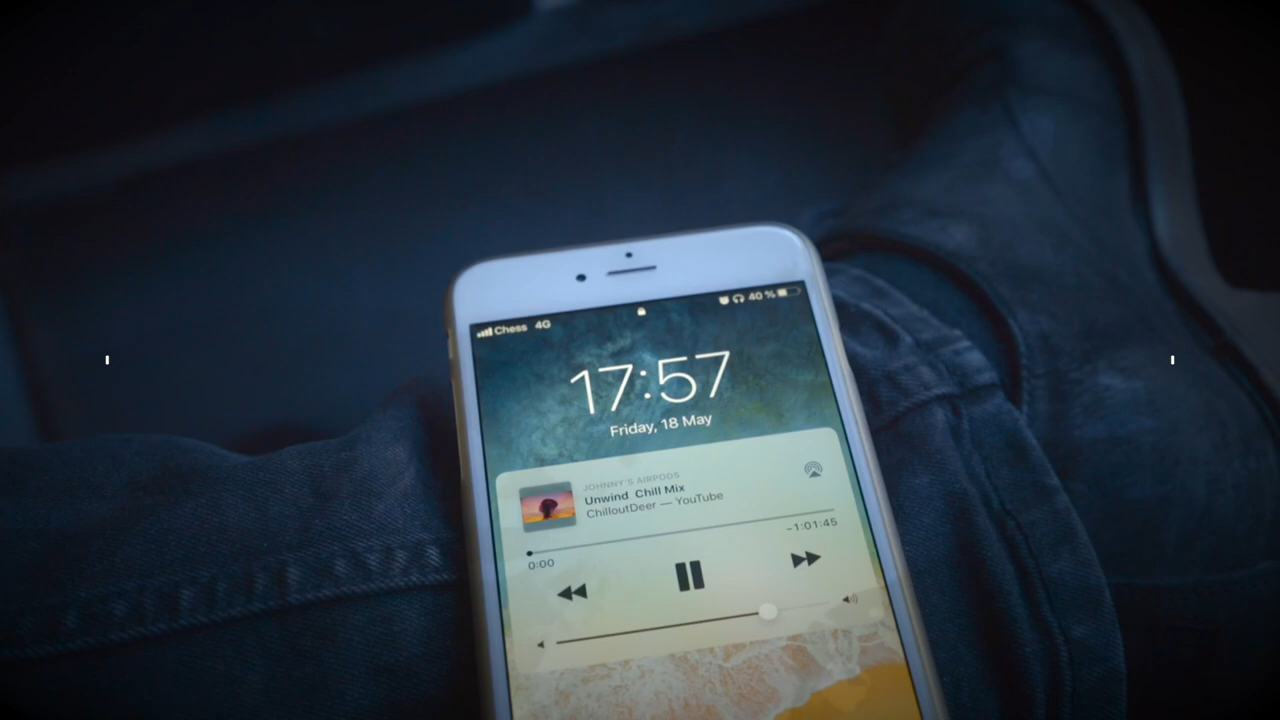 Chess 4G 40 %
17:57
Friday, 18 May
JOHNNY'S AIRPODS
Unwind Chill Mix
ChilloutDeer — YouTube
0:00 -1:01:45